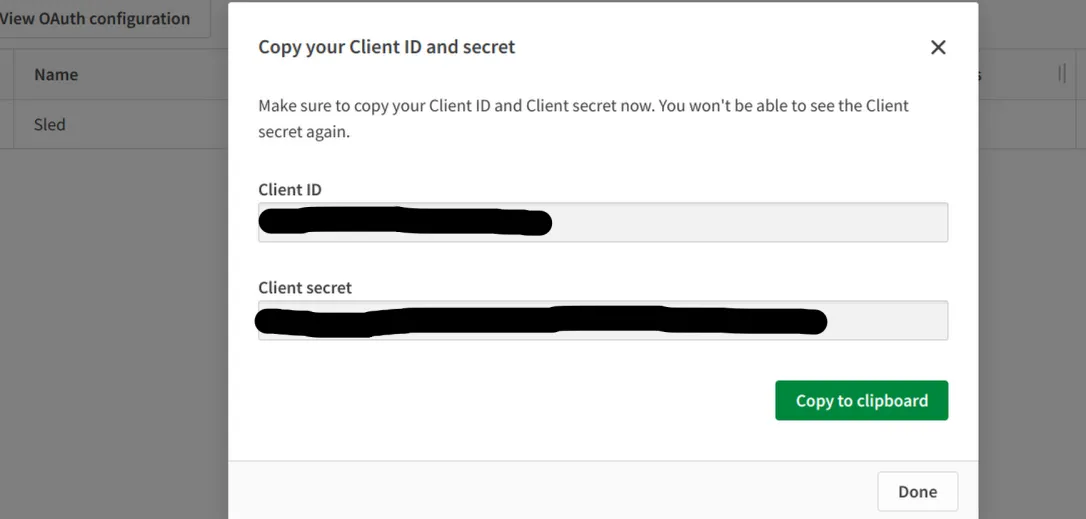 View OAuth configuration
Copy your Client ID and secret
Name
Make sure to copy your Client ID and Client secret now. You won't be able to see the Client
secret again.
Sled
Client ID
Client secret
Copy to clipboard
Done